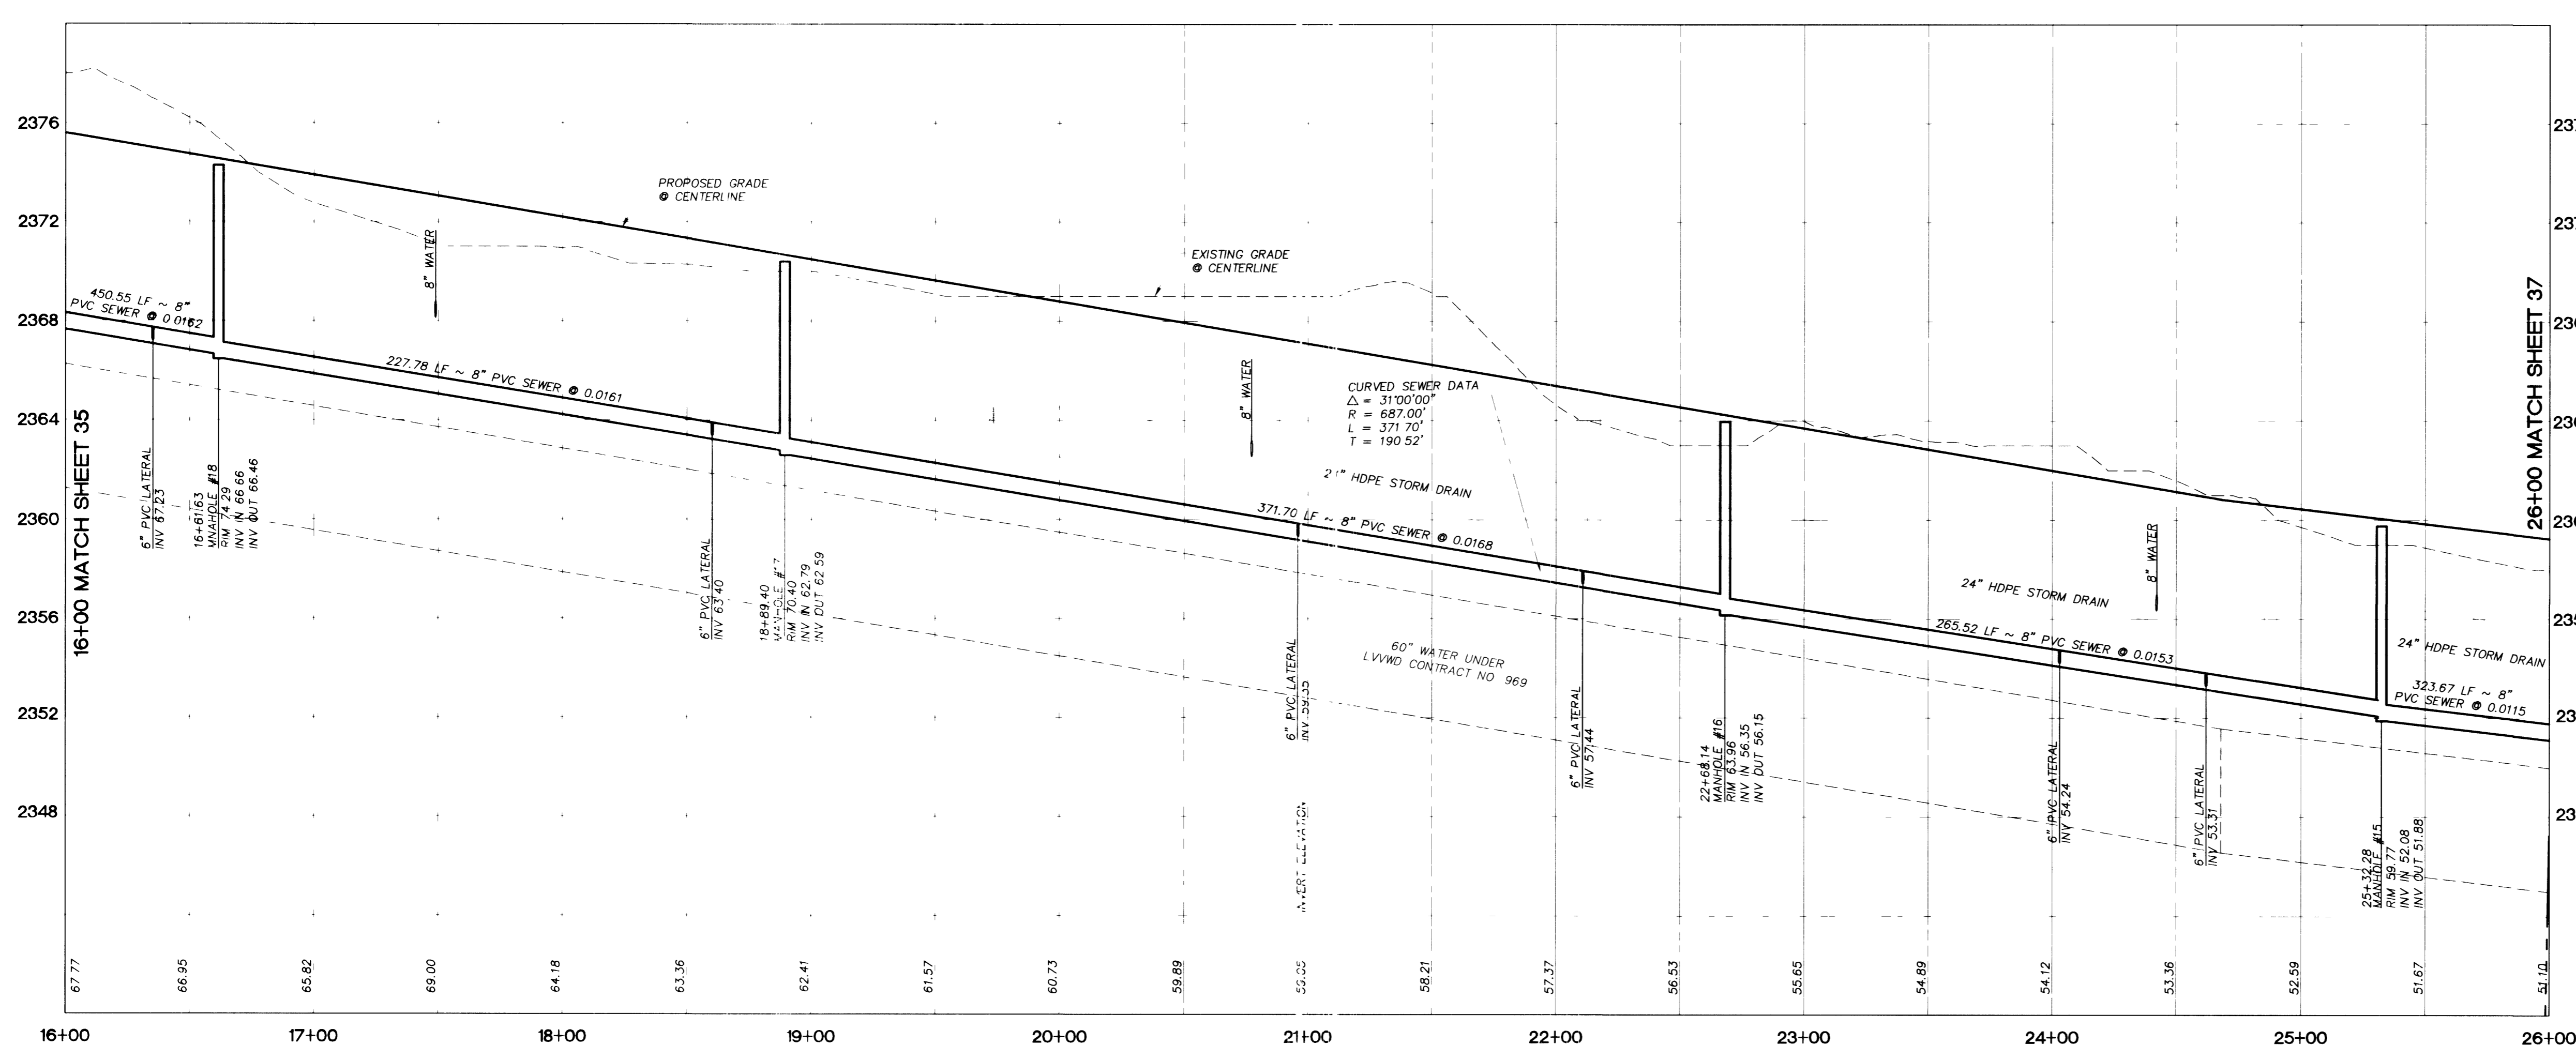 2376
2372
2368
2364
2360
2356
2352
2348
16+00 MATCH SHEET 35
450.55 LF ~ 8"
PVC SEWER @ 0 0162
6" PVC LATERAL
INV 67.23
16+61.63
MNAHOLE #18
RIM 74.29
INV IN 66.66
INV OUT 66.46
8" WATER
227.78 LF ~ 8" PVC SEWER @ 0.0161
PROPOSED GRADE
@ CENTERLINE
6" PVC LATERAL
INV 63 40
18+89.40
RIM 70.40
INV IN 62.79
INV OUT 62 59
EXISTING GRADE
@ CENTERLINE
8" WATER
CURVED SEWER DATA
Δ = 31°00'00"
R = 687.00'
L = 371 70'
T = 190 52'
HDPE STORM DRAIN
371.70 LF ~ 8" PVC SEWER @ 0.0168
6" PVC LATERAL
INV 59.35
INVERT ELEVATION
60" WATER UNDER
LVVWD CONTRACT NO 969
6" PVC LATERAL
INV 57.44
22+68.14
MANHOLE #16
RIM 63.96
INV IN 56.35
INV OUT 56.15
24" HDPE STORM DRAIN
265.52 LF ~ 8" PVC SEWER @ 0.0153
8" WATER
6" PVC LATERAL
INV 54.24
6" PVC LATERAL
INV 53.31
25+32.28
MANHOLE #15
RIM 59.77
INV IN 52.08
INV OUT 51.88
24" HDPE STORM DRAIN
323.67 LF ~ 8"
PVC SEWER @ 0.0115
26+00 MATCH SHEET 37
67 77
66.95
65.82
69.00
64.18
63.36
62.41
61.57
60.73
59.89
58.21
57.37
56.53
55.65
54.89
54.12
53.36
52.59
51.67
51.10
16+00
17+00
18+00
19+00
20+00
21+00
22+00
23+00
24+00
25+00
26+00